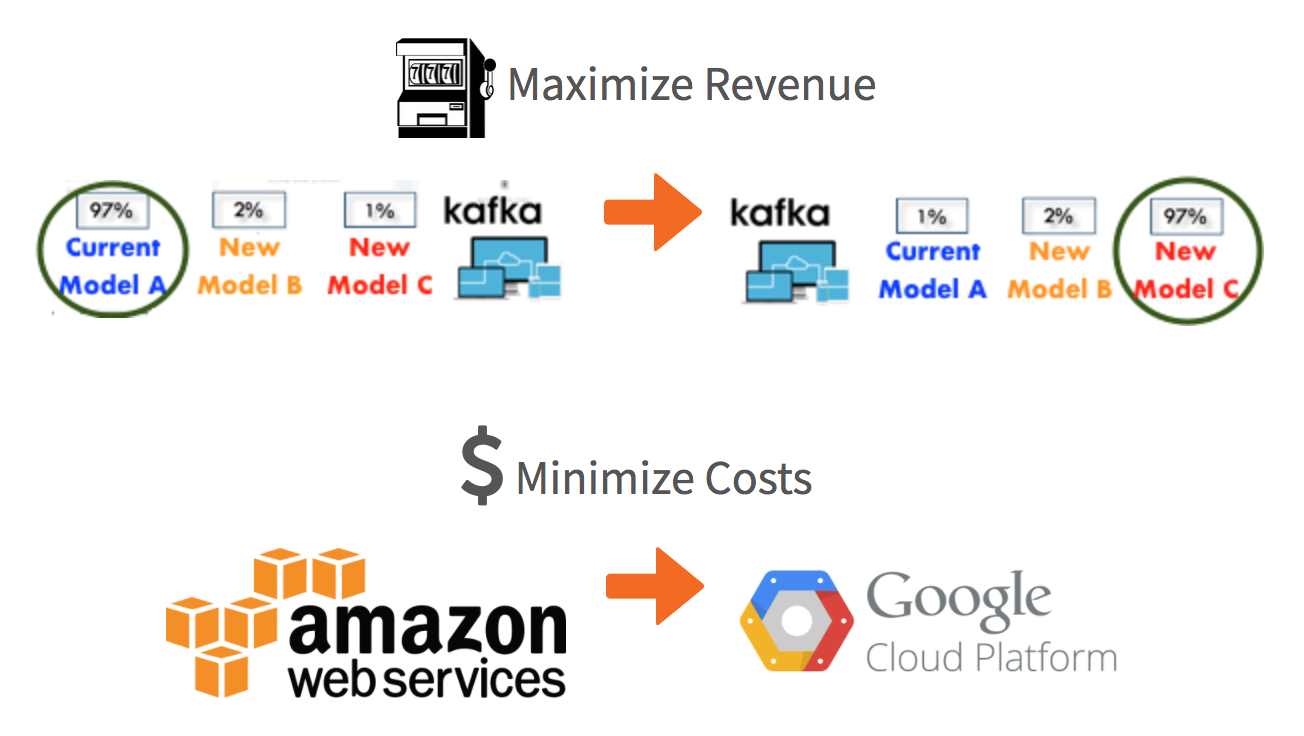 777
Maximize Revenue
97% 2% 1% kafka
Current New New
Model A Model B Model C
kafka 1% 2% 97%
Current New New
Model A Model B Model C
$ Minimize Costs
amazon
web services
Google
Cloud Platform